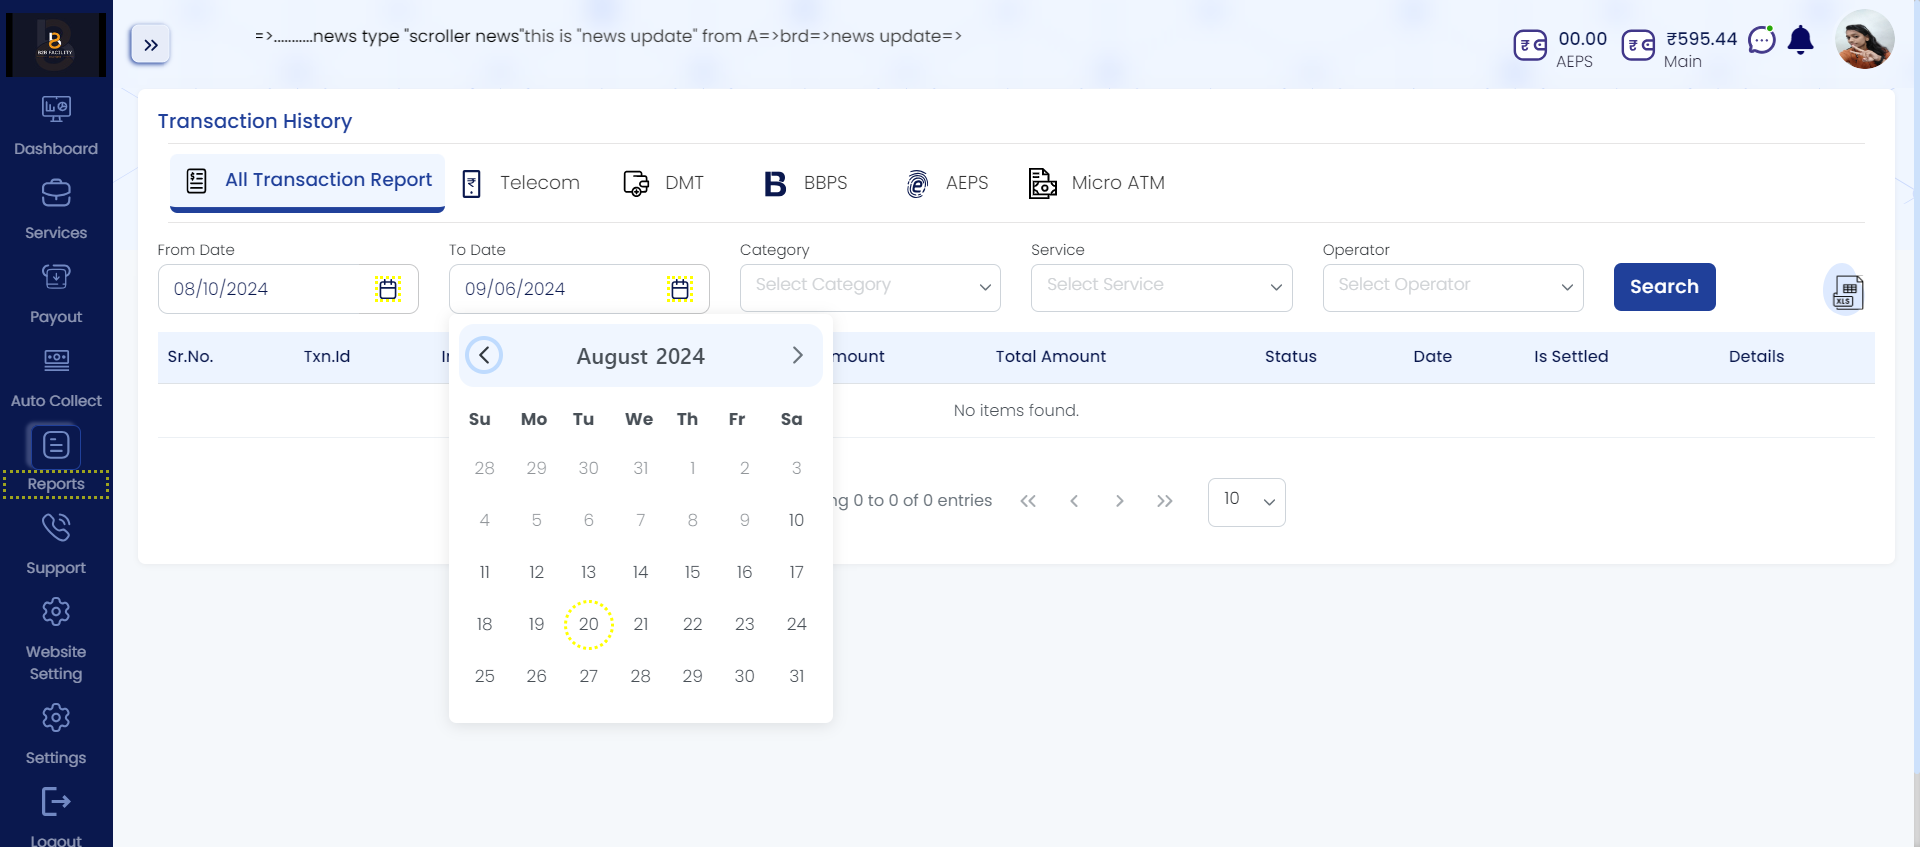 B2B FACILITY
=>...........news type "scroller news"this is "news update" from A=>brd=>news update=>
00.00
AEPS
₹595.44
Main
Dashboard
Services
Payout
Auto Collect
Reports
Support
Website
Setting
Settings
Logout
Transaction History
All Transaction Report
Telecom
DMT
BBPS
AEPS
Micro ATM
From Date
To Date
Category
Service
Operator
08/10/2024
09/06/2024
Select Category
Select Service
Select Operator
Search
XLS
Sr.No.
Txn.Id
mount
Total Amount
Status
Date
Is Settled
Details
No items found.
August 2024
Su Mo Tu We Th Fr Sa
28 29 30 31 1 2 3
4 5 6 7 8 9 10
11 12 13 14 15 16 17
18 19 20 21 22 23 24
25 26 27 28 29 30 31
ng 0 to 0 of 0 entries
10